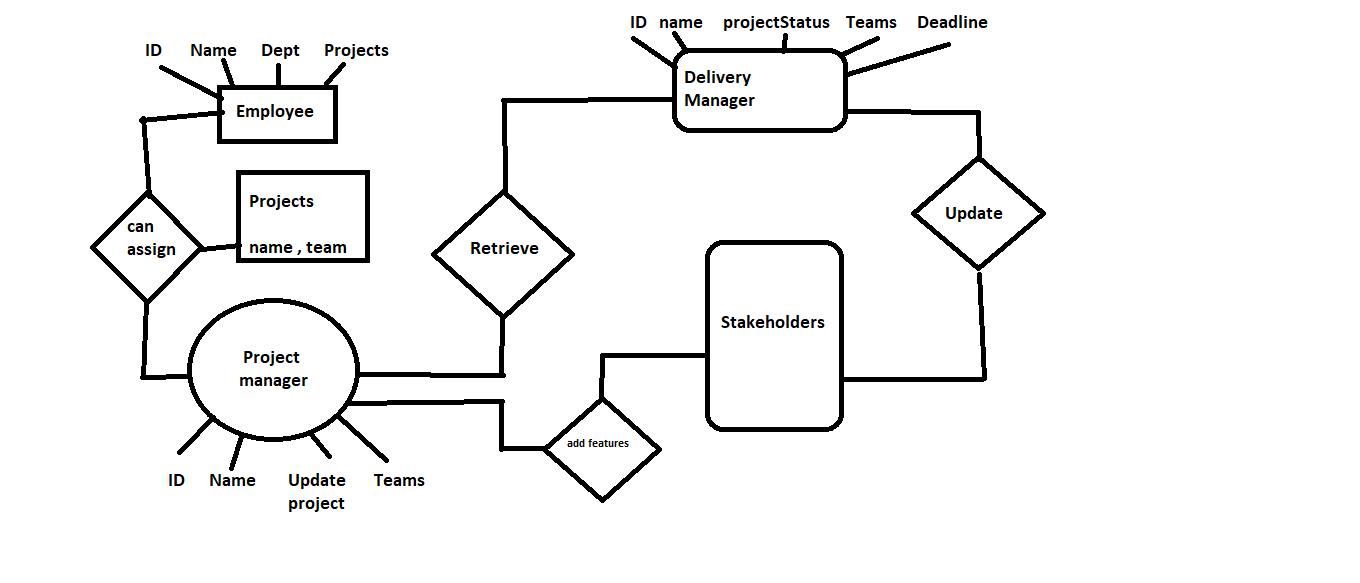 ID name projectStatus Teams Deadline
ID Name Dept Projects
Delivery
Manager
Employee
Projects
name , team
can
assign
Update
Retrieve
Stakeholders
Project
manager
add features
ID Name Update Teams
project